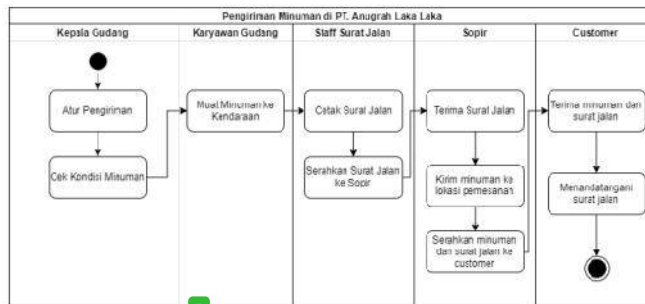 Pengiriman Minuman di PT. Anugrah Laka Laka
Kepala Gudang
Karyawan Gudang
Staff Surat Jalan
Sopir
Customer
Atur Pengiriman
Cek Kondisi Minuman
Muat Minuman ke
Kendaraan
Cetak Surat Jalan
Serahkan Surat Jalan
ke Sopir
Terima Surat Jalan
Kirim minuman ke
lokasi pemesanan
Serahkan minuman
dan surat jalan ke
customer
Terima minuman dan
surat jalan
Menandatangani
surat jalan